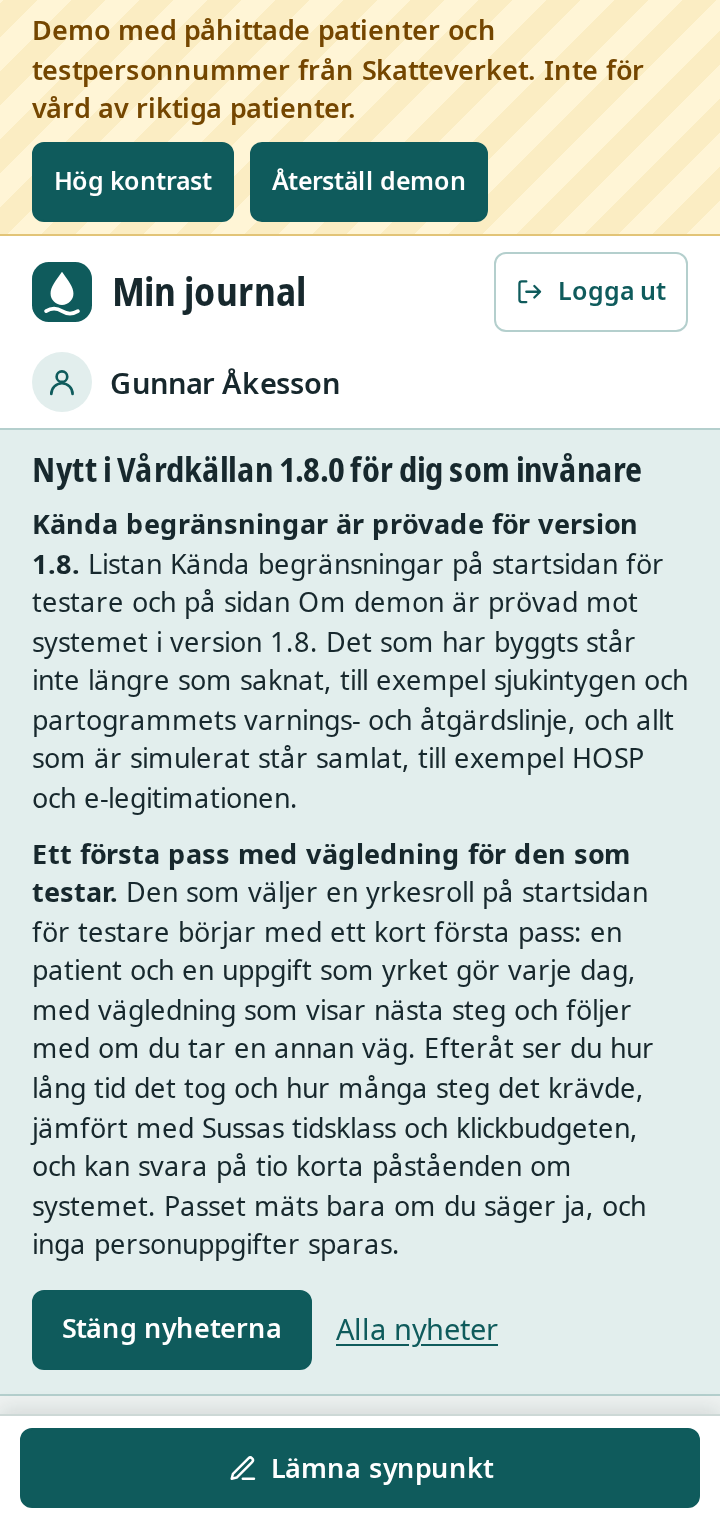 Demo med påhittade patienter och
testpersonnummer från Skatteverket. Inte för
vård av riktiga patienter.
Hög kontrast
Återställ demon
Min journal
Logga ut
Gunnar Åkesson
Nytt i Vårdkällan 1.8.0 för dig som invånare
Kända begränsningar är prövade för version
1.8. Listan Kända begränsningar på startsidan för
testare och på sidan Om demon är prövad mot
systemet i version 1.8. Det som har byggts står
inte längre som saknat, till exempel sjukintygen och
partogrammets varnings- och åtgärdslinje, och allt
som är simulerat står samlat, till exempel HOSP
och e-legitimationen.
Ett första pass med vägledning för den som
testar. Den som väljer en yrkesroll på startsidan
för testare börjar med ett kort första pass: en
patient och en uppgift som yrket gör varje dag,
med vägledning som visar nästa steg och följer
med om du tar en annan väg. Efteråt ser du hur
lång tid det tog och hur många steg det krävde,
jämfört med Sussas tidsklass och klickbudgeten,
och kan svara på tio korta påståenden om
systemet. Passet mäts bara om du säger ja, och
inga personuppgifter sparas.
Stäng nyheterna
Alla nyheter
Lämna synpunkt